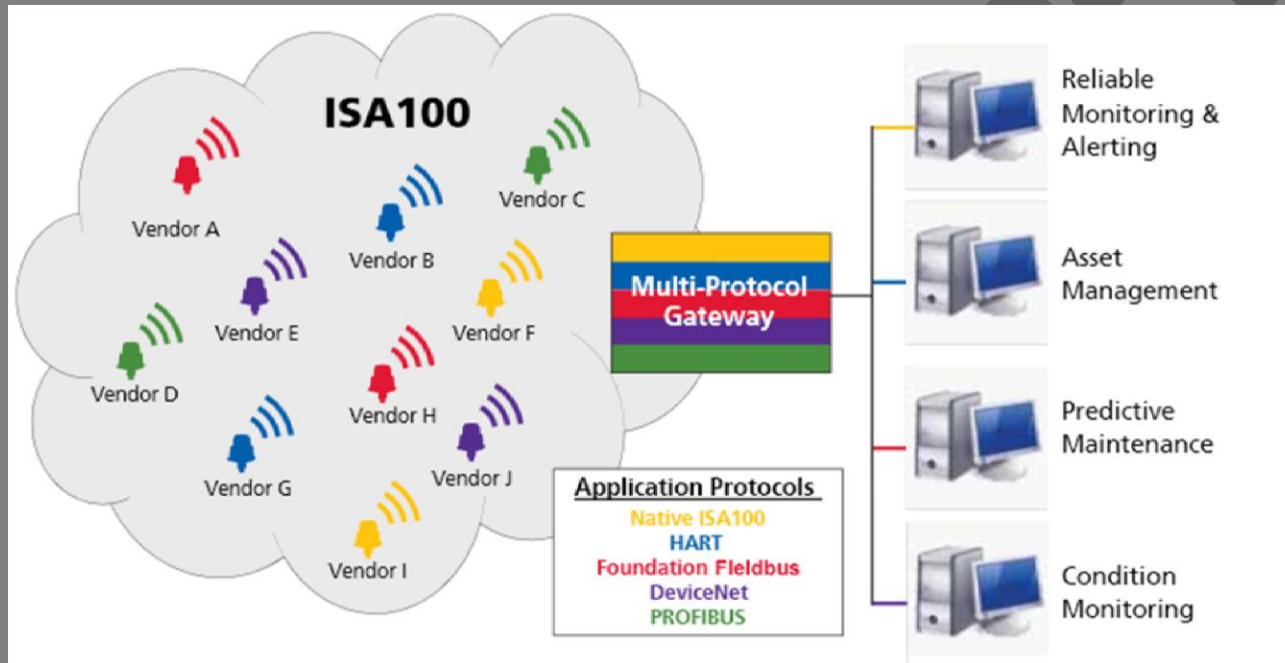 ISA100
Vendor A
Vendor B
Vendor C
Vendor E
Vendor F
Vendor D
Vendor H
Vendor G
Vendor J
Vendor I
Multi-Protocol
Gateway
Application Protocols
Native ISA100
HART
Foundation Fieldbus
DeviceNet
PROFIBUS
Reliable
Monitoring &
Alerting
Asset
Management
Predictive
Maintenance
Condition
Monitoring